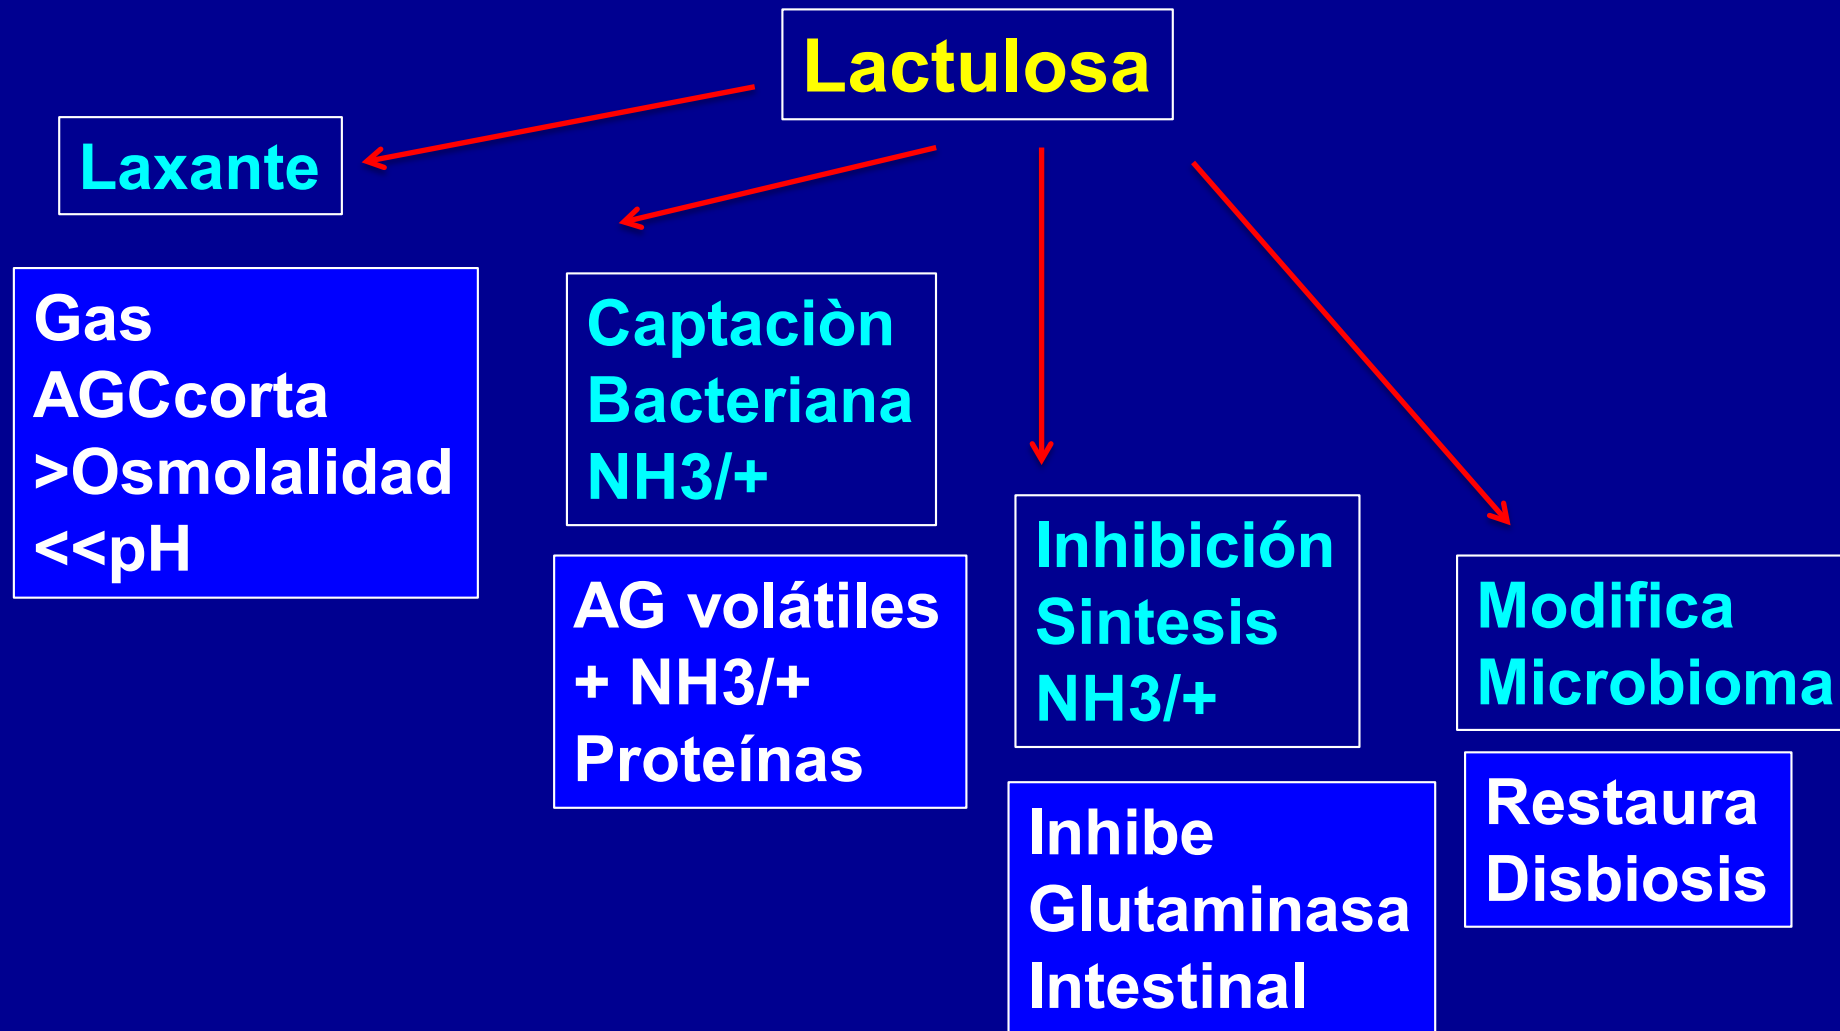 Lactulosa
Laxante
Gas
AGCcorta
>Osmolalidad
<<pH
Captaciòn
Bacteriana
NH3/+
AG volátiles
+ NH3/+
Proteínas
Inhibición
Sintesis
NH3/+
Inhibe
Glutaminasa
Intestinal
Modifica
Microbioma
Restaura
Disbiosis